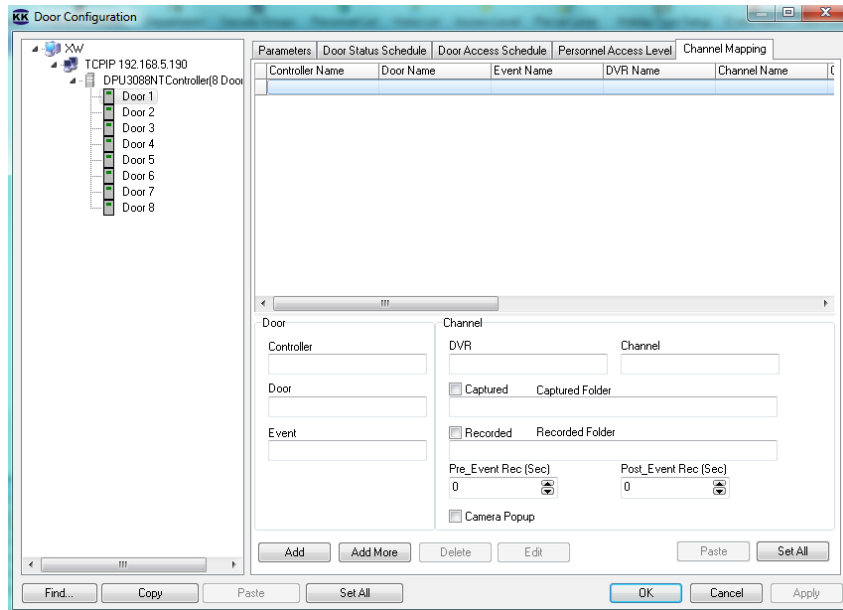 KK Door Configuration
XW
TCPIP 192.168.5.190
DPU3088NTController(8 Door
Door 1
Door 2
Door 3
Door 4
Door 5
Door 6
Door 7
Door 8
Parameters Door Status Schedule Door Access Schedule Personnel Access Level Channel Mapping
Controller Name Door Name Event Name DVR Name Channel Name C
Door
Controller
Door
Event
Channel
DVR Channel
Captured Captured Folder
Recorded Recorded Folder
Pre_Event Rec (Sec) Post_Event Rec (Sec)
0 0
Camera Popup
Add Add More Delete Edit Paste Set All
Find... Copy Paste Set All OK Cancel Apply